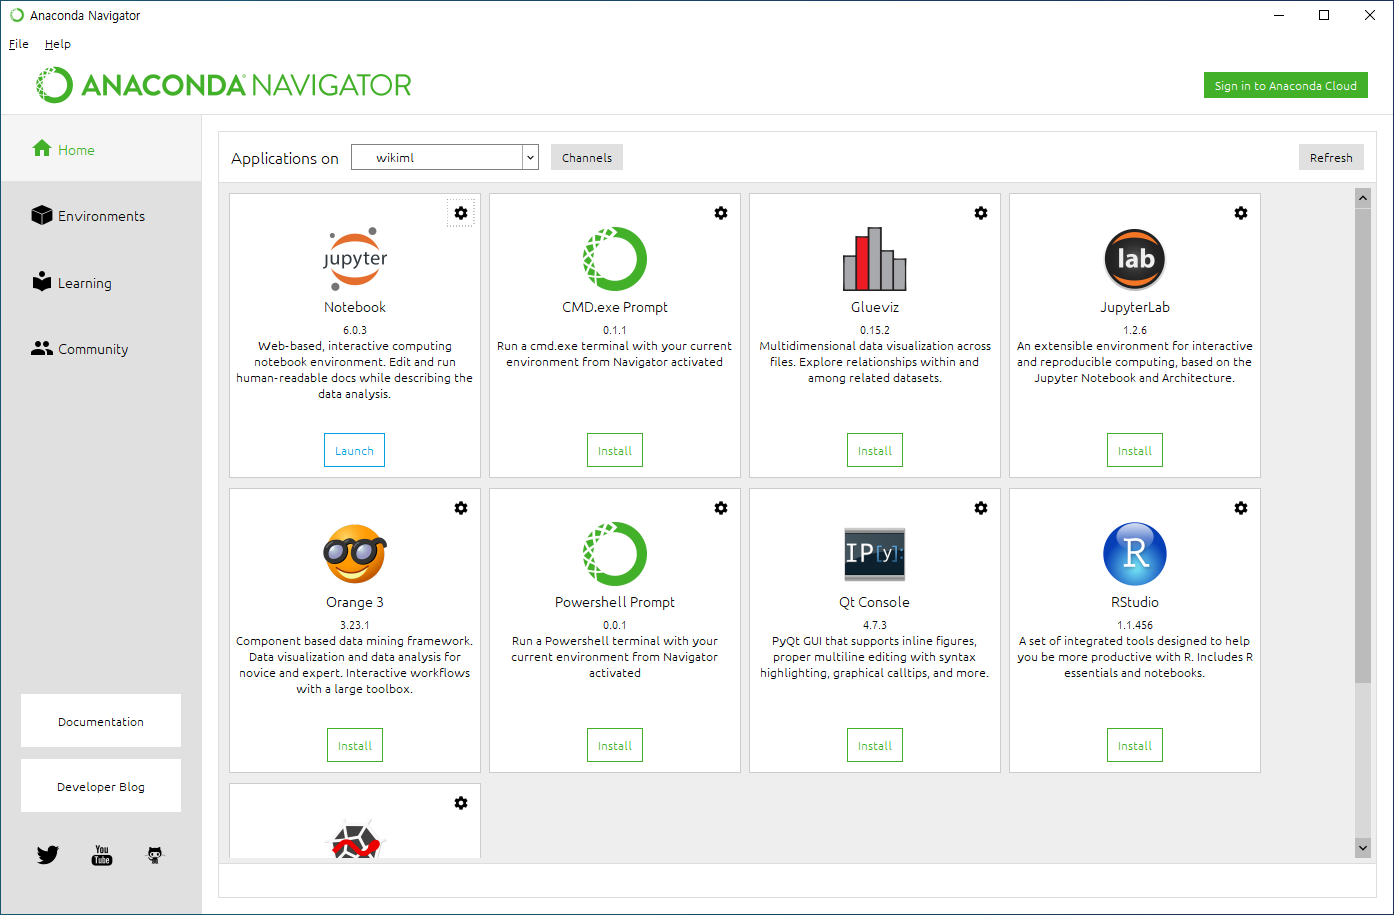 Anaconda Navigator
File Help
ANACONDA NAVIGATOR
Sign in to Anaconda Cloud
Home
Environments
Learning
Community
Documentation
Developer Blog
You
Tube
Applications on
wikiml
Channels
Refresh
jupyter
Notebook
6.0.3
Web-based, interactive computing
notebook environment. Edit and run
human-readable docs while describing the
data analysis.
Launch
CMD.exe Prompt
0.1.1
Run a cmd.exe terminal with your current
environment from Navigator activated
Install
Glueviz
0.15.2
Multidimensional data visualization across
files. Explore relationships within and
among related datasets.
Install
lab
JupyterLab
1.2.6
An extensible environment for interactive
and reproducible computing, based on the
Jupyter Notebook and Architecture.
Install
Orange 3
3.23.1
Component based data mining framework.
Data visualization and data analysis for
novice and expert. Interactive workflows
with a large toolbox.
Install
Powershell Prompt
0.0.1
Run a Powershell terminal with your
current environment from Navigator
activated
Install
IP[y]:
Qt Console
4.7.3
PyQt GUI that supports inline figures,
proper multiline editing with syntax
highlighting, graphical calltips, and more.
Install
R
RStudio
1.1.456
A set of integrated tools designed to help
you be more productive with R. Includes R
essentials and notebooks.
Install